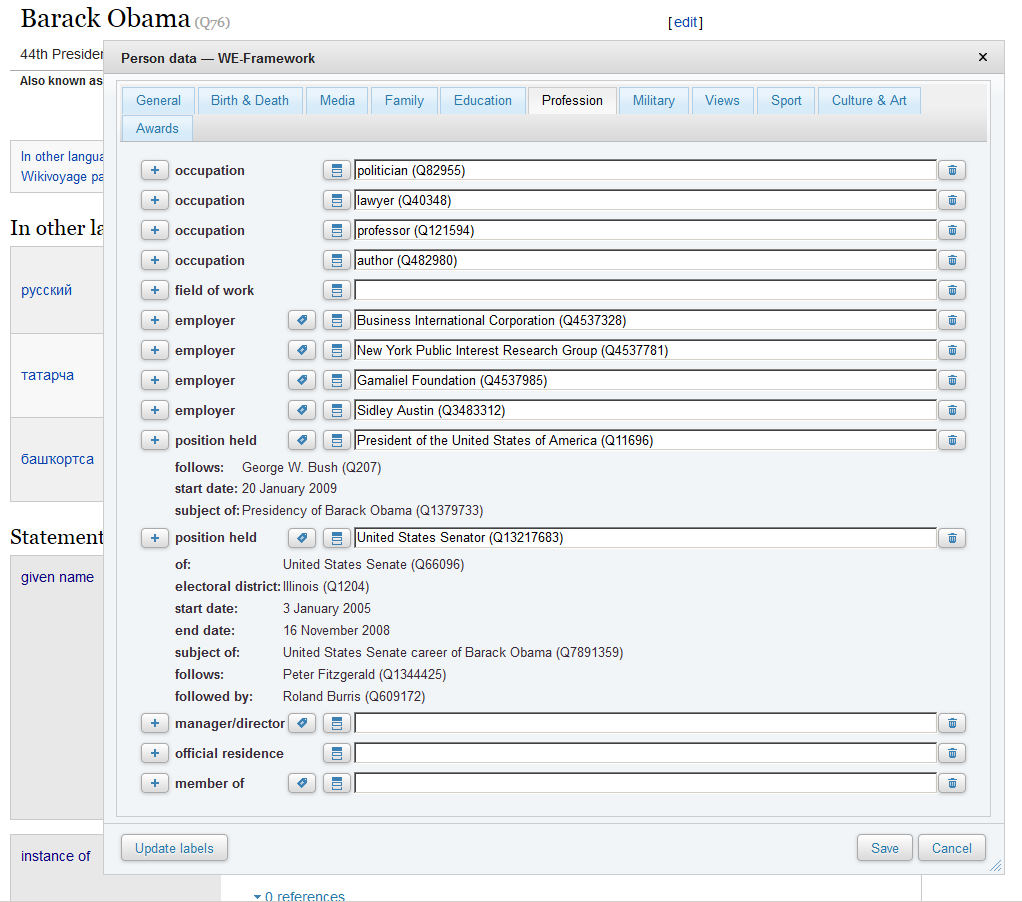 Barack Obama (Q76)
[edit]
44th Presiden
Also known as
Person data — WE-Framework
×
General Birth & Death Media Family Education Profession Military Views Sport Culture & Art
Awards
In other langua
Wikivoyage pa
In other la
русский
татарча
башҡортса
Statement
given name
instance of
+ occupation politician (Q82955)
+ occupation lawyer (Q40348)
+ occupation professor (Q121594)
+ occupation author (Q482980)
+ field of work
+ employer Business International Corporation (Q4537328)
+ employer New York Public Interest Research Group (Q4537781)
+ employer Gamaliel Foundation (Q4537985)
+ employer Sidley Austin (Q3483312)
+ position held President of the United States of America (Q11696)
follows: George W. Bush (Q207)
start date: 20 January 2009
subject of: Presidency of Barack Obama (Q1379733)
+ position held United States Senator (Q13217683)
of: United States Senate (Q66096)
electoral district: Illinois (Q1204)
start date: 3 January 2005
end date: 16 November 2008
subject of: United States Senate career of Barack Obama (Q7891359)
follows: Peter Fitzgerald (Q1344425)
followed by: Roland Burris (Q609172)
+ manager/director
+ official residence
+ member of
Update labels Save Cancel
0 references